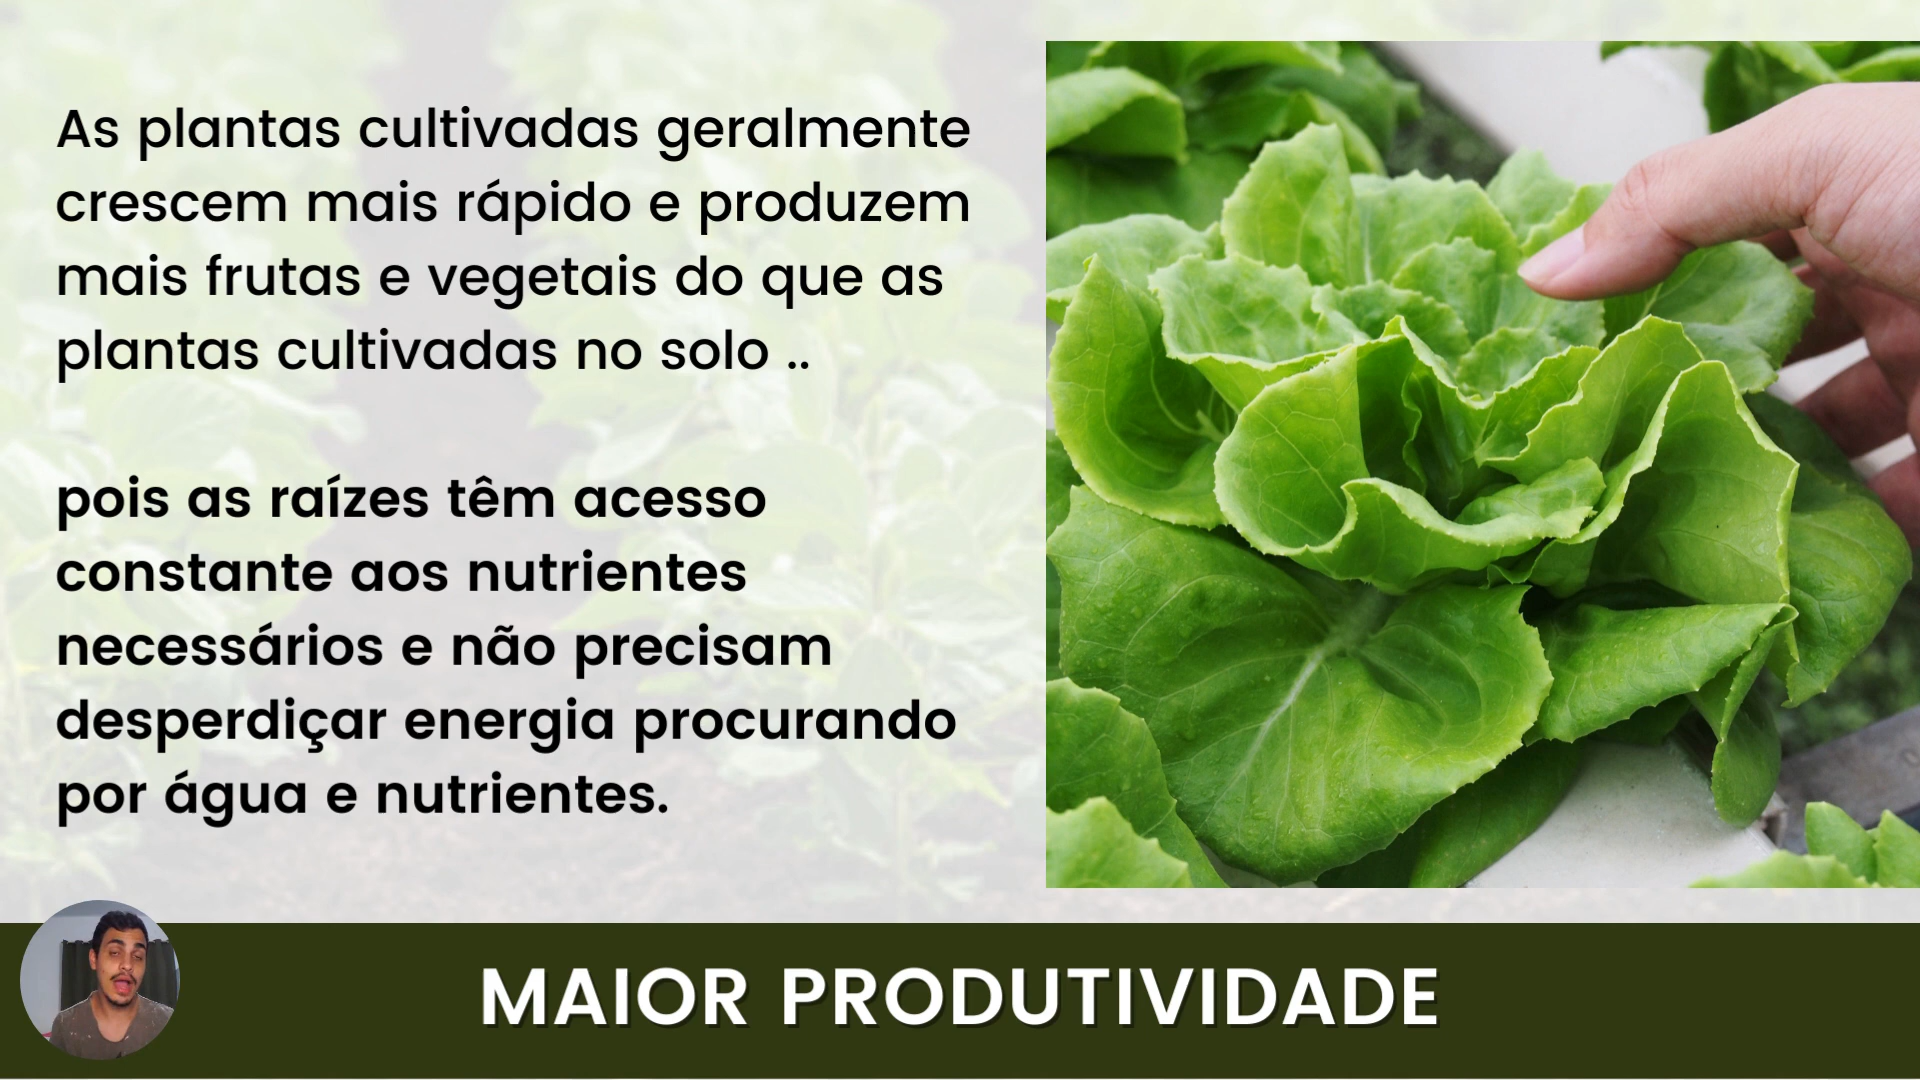 As plantas cultivadas geralmente
crescem mais rápido e produzem
mais frutas e vegetais do que as
plantas cultivadas no solo ..
pois as raízes têm acesso
constante aos nutrientes
necessários e não precisam
desperdiçar energia procurando
por água e nutrientes.
MAIOR PRODUTIVIDADE